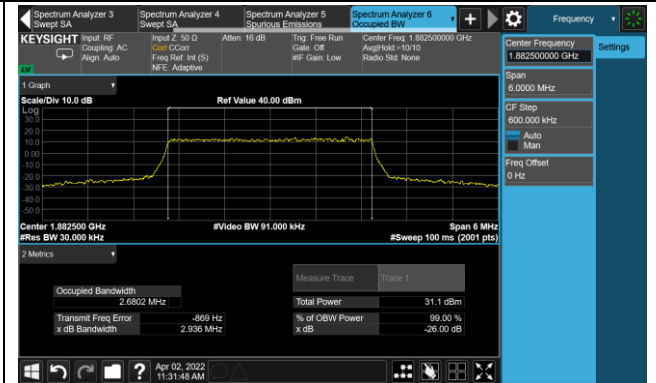 Spectrum Analyzer 3
Swept SA
Spectrum Analyzer 4
Swept SA
Spectrum Analyzer 5
Spurious Emissions
Spectrum Analyzer 6
Occupied BW
Frequency
KEYSIGHT
Input: RF
Coupling: AC
Align: Auto
Input Z: 50 Ω
Corr CCorr
Freq Ref: Int (S)
NFE: Adaptive
Atten: 16 dB
Trig: Free Run
Gate: Off
#IF Gain: Low
Center Freq: 1.882500000 GHz
Avg|Hold:>10/10
Radio Std: None
1 Graph
Scale/Div 10.0 dB
Ref Value 40.00 dBm
Log
30.0
20.0
10.0
0.00
-10.0
-20.0
-30.0
-40.0
-50.0
Center 1.882500 GHz
#Video BW 91.000 kHz
Span 6 MHz
#Res BW 30.000 kHz
#Sweep 100 ms (2001 pts)
2 Metrics
Measure Trace
Trace 1
Occupied Bandwidth
2.6802 MHz
Total Power
31.1 dBm
Transmit Freq Error
-869 Hz
% of OBW Power
99.00 %
x dB Bandwidth
2.936 MHz
x dB
-26.00 dB
Center Frequency
1.882500000 GHz
Settings
Span
6.0000 MHz
CF Step
600.000 kHz
Auto
Man
Freq Offset
0 Hz
?
Apr 02, 2022
11:31:48 AM